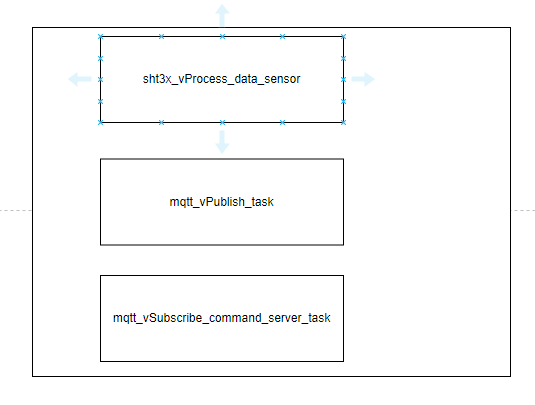 sht3x_vProcess_data_sensor
mqtt_vPublish_task
mqtt_vSubscribe_command_server_task